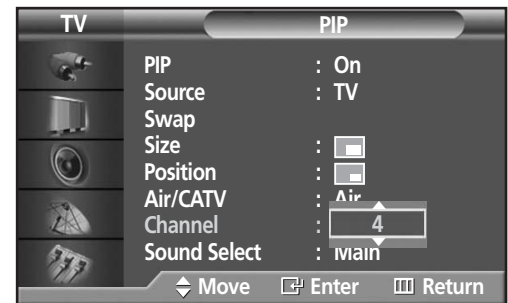 TV PIP
PIP : On
Source : TV
Swap
Size :
Position :
Air/CATV : Air
Channel : 4
Sound Select : Main
Move Enter Return